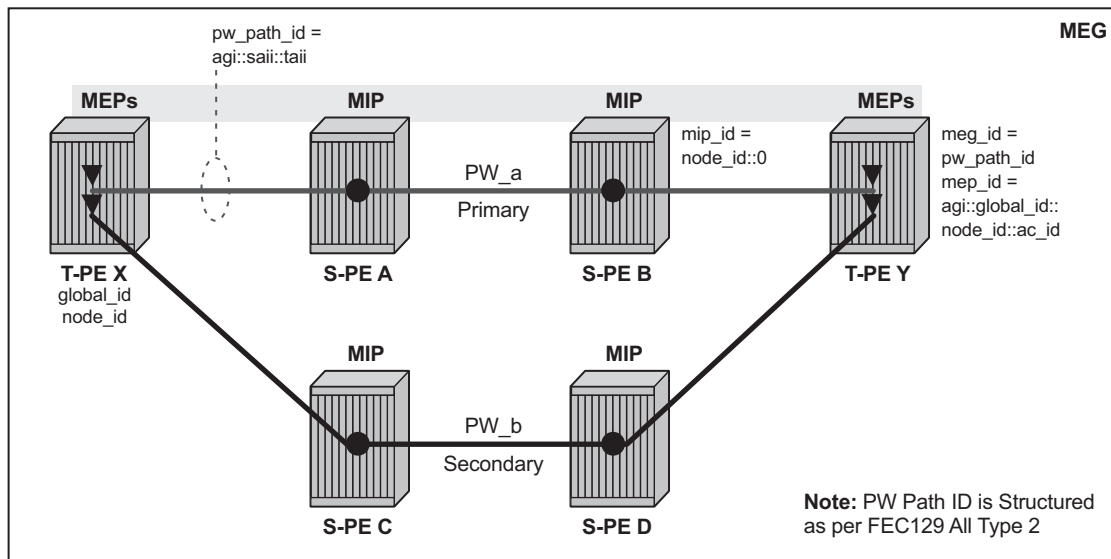 MEG
pw_path_id =
agi::saii::taii
MEPs
MIP
MIP
MEPs
mip_id =
node_id::0
meg_id =
pw_path_id
mep_id =
agi::global_id::
node_id::ac_id
PW_a
Primary
T-PE X
global_id
node_id
S-PE A
S-PE B
T-PE Y
MIP
MIP
PW_b
Secondary
S-PE C
S-PE D
Note: PW Path ID is Structured
as per FEC129 All Type 2